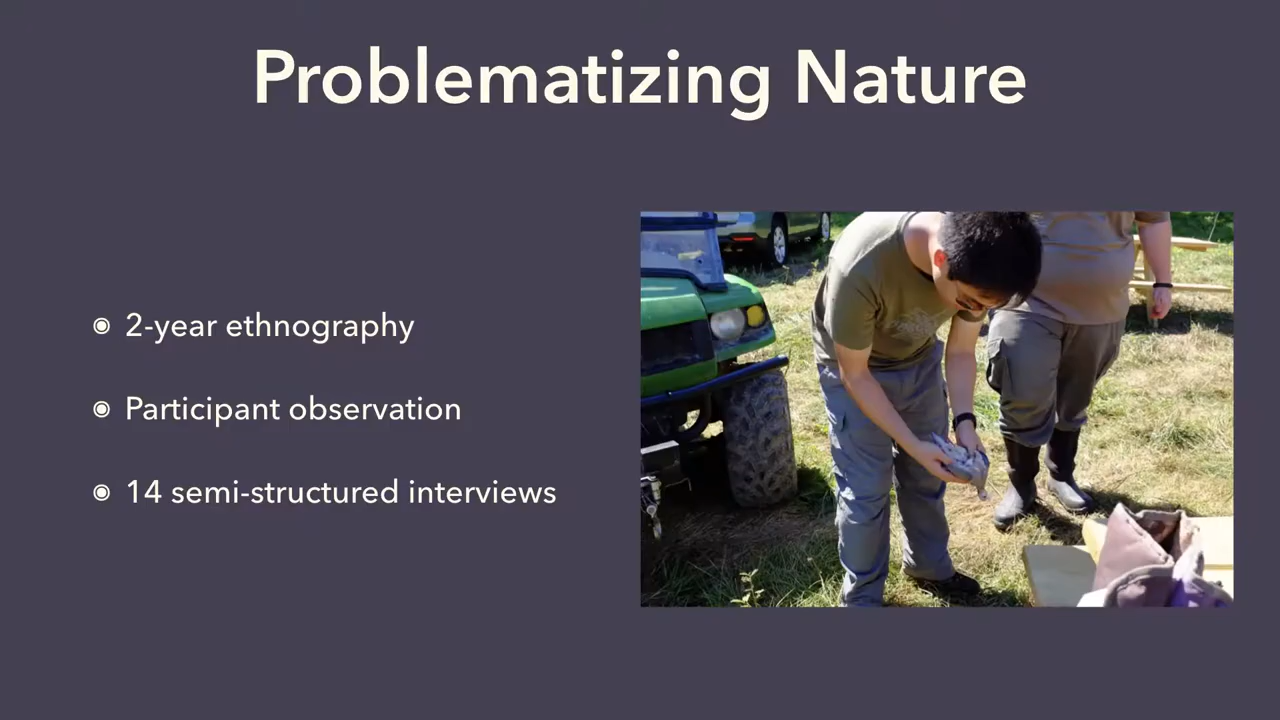 Problematizing Nature
2-year ethnography
Participant observation
14 semi-structured interviews